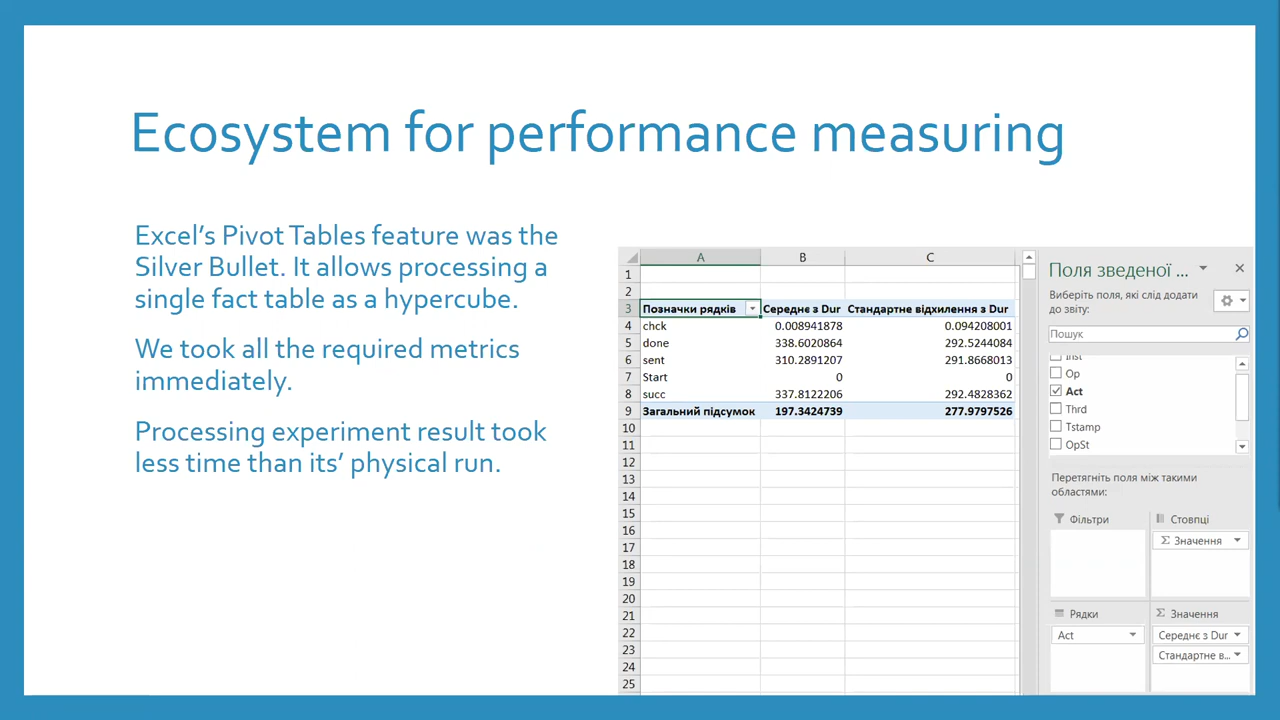 Ecosystem for performance measuring
Excel’s Pivot Tables feature was the
Silver Bullet. It allows processing a
single fact table as a hypercube.
We took all the required metrics
immediately.
Processing experiment result took
less time than its’ physical run.
A B C
1
2
3 Позначки рядків Середнє з Dur Стандартне відхилення з Dur
4 chck 0.008941878 0.094208001
5 done 338.6020864 292.5244084
6 sent 310.2891207 291.8668013
7 Start 0 0
8 succ 337.8122206 292.4828362
9 Загальний підсумок 197.3424739 277.9797526
10
11
12
13
14
15
16
17
18
19
20
21
22
23
24
25
Поля зведеної ...
Виберіть поля, які слід додати
до звіту:
Пошук
Inst
Op
Act
Thrd
Tstamp
OpSt
Перетягніть поля між такими
областями:
Фільтри Стовпці
Σ Значення
Рядки Σ Значення
Act Середнє з Dur
Стандартне в...